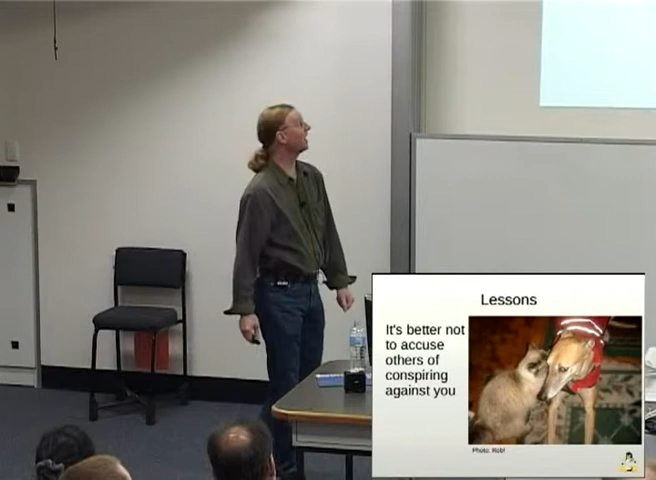 Lessons
It's better not
to accuse
others of
conspiring
against you
Photo: Rob!